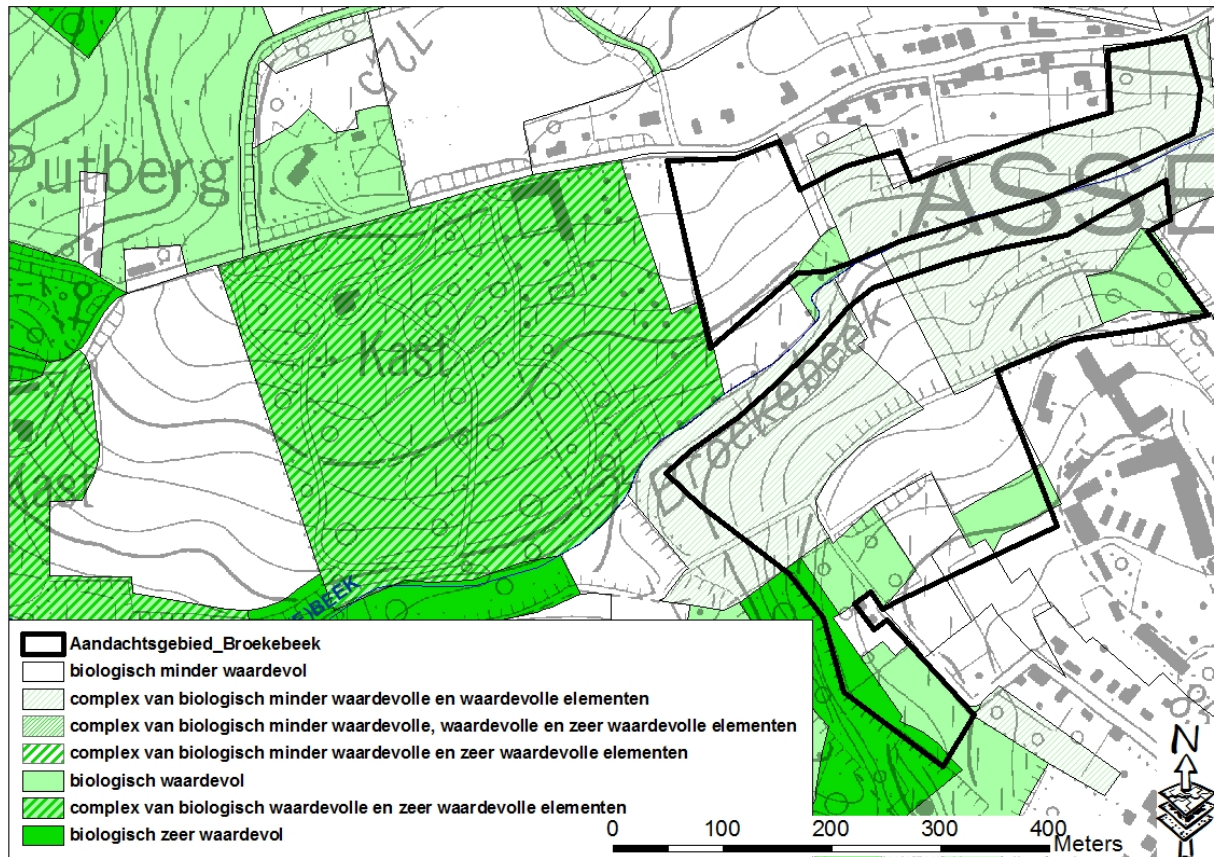 125
Putberg
ASSE
Kast
Broekebeek
Kast
BEEK
Aandachtsgebied_Broekebeek
biologisch minder waardevol
complex van biologisch minder waardevolle en waardevolle elementen
complex van biologisch minder waardevolle, waardevolle en zeer waardevolle elementen
complex van biologisch minder waardevolle en zeer waardevolle elementen
biologisch waardevol
complex van biologisch waardevolle en zeer waardevolle elementen
biologisch zeer waardevol
0 100 200 300 400 Meters
N